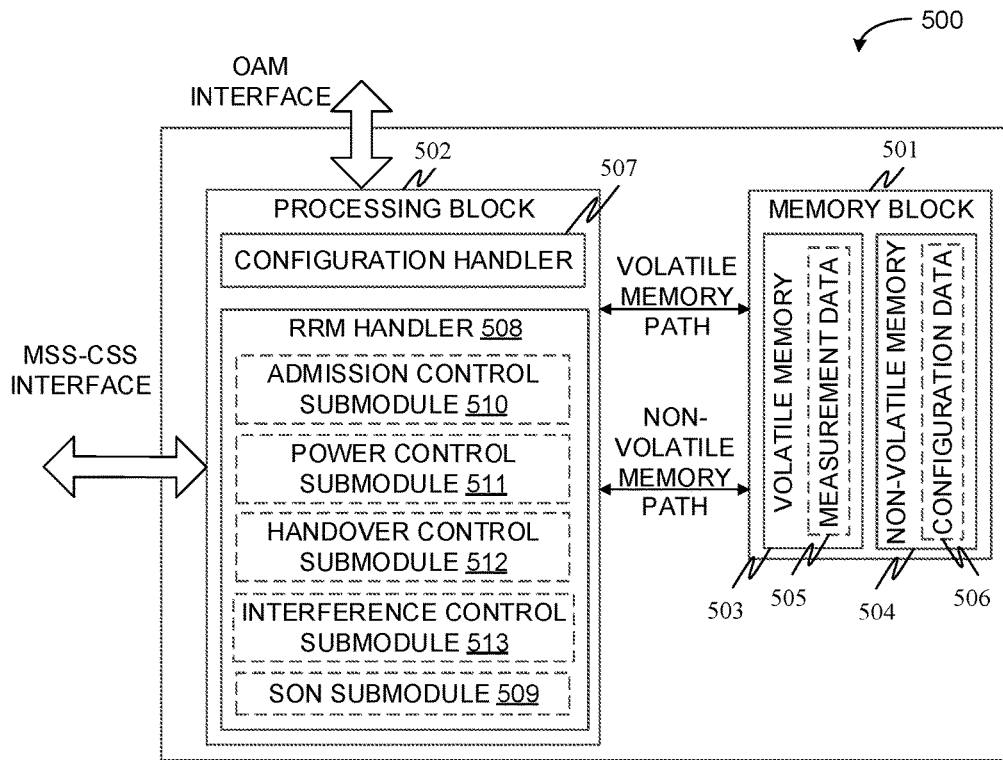 500
OAM
INTERFACE
502
507
501
PROCESSING BLOCK
MEMORY BLOCK
CONFIGURATION HANDLER
VOLATILE
MEMORY
PATH
RRM HANDLER 508
MSS-CSS
INTERFACE
ADMISSION CONTROL
SUBMODULE 510
POWER CONTROL
SUBMODULE 511
NON-
VOLATILE
MEMORY
PATH
HANDOVER CONTROL
SUBMODULE 512
INTERFERENCE CONTROL
SUBMODULE 513
SON SUBMODULE 509
VOLATILE MEMORY
MEASUREMENT DATA
NON-VOLATILE MEMORY
CONFIGURATION DATA
503
505
504
506